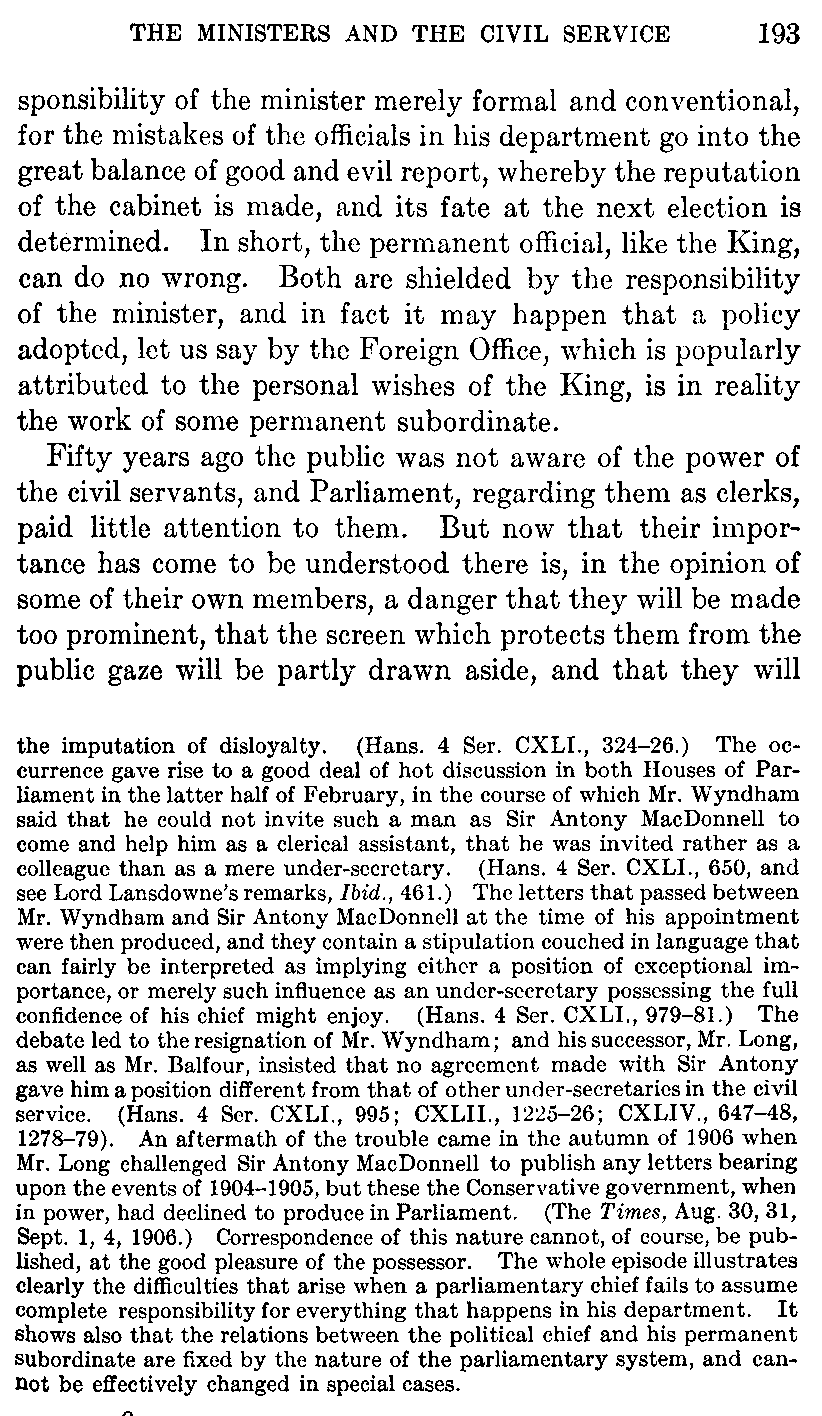 THE MINISTERS AND THE CIVIL SERVICE 193
sponsibility of the minister merely formal and conventional,
for the mistakes of the officials in his department go into the
great balance of good and evil report, whereby the reputation
of the cabinet is made, and its fate at the next election is
determined. In short, the permanent official, like the King,
can do no wrong. Both are shielded by the responsibility
of the minister, and in fact it may happen that a policy
adopted, let us say by the Foreign Office, which is popularly
attributed to the personal wishes of the King, is in reality
the work of some permanent subordinate.
Fifty years ago the public was not aware of the power of
the civil servants, and Parliament, regarding them as clerks,
paid little attention to them. But now that their impor-
tance has come to be understood there is, in the opinion of
some of their own members, a danger that they will be made
too prominent, that the screen which protects them from the
public gaze will be partly drawn aside, and that they will
the imputation of disloyalty. (Hans. 4 Ser. CXLI., 324–26.) The oc-
currence gave rise to a good deal of hot discussion in both Houses of Par-
liament in the latter half of February, in the course of which Mr. Wyndham
said that he could not invite such a man as Sir Antony MacDonnell to
come and help him as a clerical assistant, that he was invited rather as a
colleague than as a mere under-secretary. (Hans. 4 Ser. CXLI., 650, and
see Lord Lansdowne's remarks, Ibid., 461.) The letters that passed between
Mr. Wyndham and Sir Antony MacDonnell at the time of his appointment
were then produced, and they contain a stipulation couched in language that
can fairly be interpreted as implying either a position of exceptional im-
portance, or merely such influence as an under-secretary possessing the full
confidence of his chief might enjoy. (Hans. 4 Ser. CXLI., 979–81.) The
debate led to the resignation of Mr. Wyndham; and his successor, Mr. Long,
as well as Mr. Balfour, insisted that no agreement made with Sir Antony
gave him a position different from that of other under-secretaries in the civil
service. (Hans. 4 Ser. CXLI., 995; CXLII., 1225–26; CXLIV., 647–48,
1278–79). An aftermath of the trouble came in the autumn of 1906 when
Mr. Long challenged Sir Antony MacDonnell to publish any letters bearing
upon the events of 1904–1905, but these the Conservative government, when
in power, had declined to produce in Parliament. (The Times, Aug. 30, 31,
Sept. 1, 4, 1906.) Correspondence of this nature cannot, of course, be pub-
lished, at the good pleasure of the possessor. The whole episode illustrates
clearly the difficulties that arise when a parliamentary chief fails to assume
complete responsibility for everything that happens in his department. It
shows also that the relations between the political chief and his permanent
subordinate are fixed by the nature of the parliamentary system, and can-
not be effectively changed in special cases.